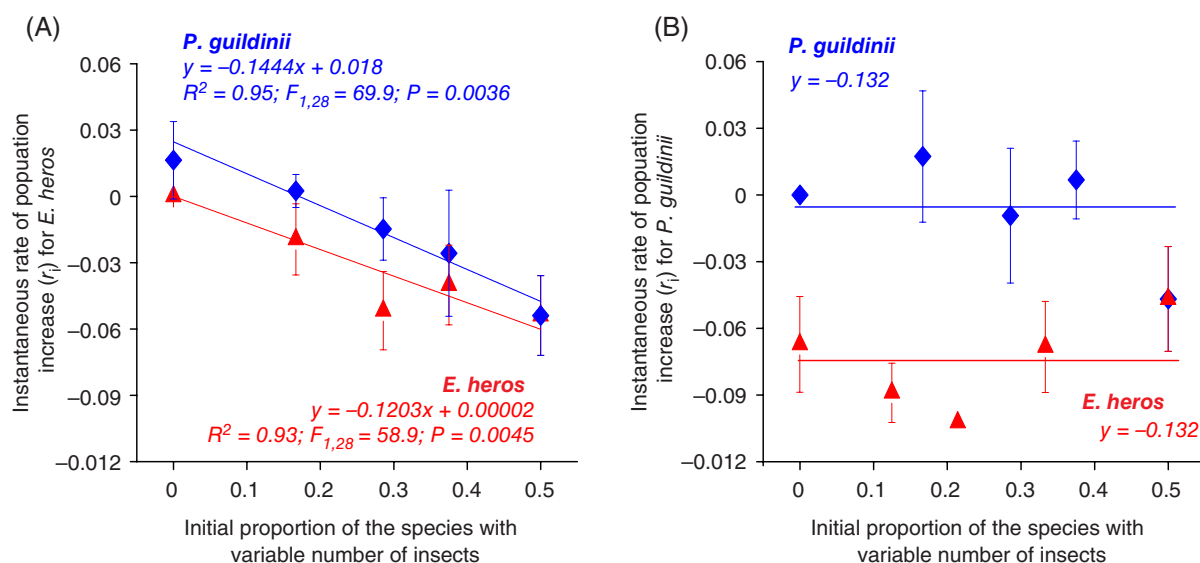 (A)
P. guildinii
y = –0.1444x + 0.018
R² = 0.95; F1,28 = 69.9; P = 0.0036
0.06
0.03
0
–0.03
–0.06
–0.09
–0.012
Instantaneous rate of popuation
increase (ri) for E. heros
E. heros
y = –0.1203x + 0.00002
R² = 0.93; F1,28 = 58.9; P = 0.0045
0 0.1 0.2 0.3 0.4 0.5
Initial proportion of the species with
variable number of insects
(B)
P. guildinii
y = –0.132
0.06
0.03
0
–0.03
–0.06
–0.09
–0.012
Instantaneous rate of popuation
increase (ri) for P. guildinii
E. heros
y = –0.132
0 0.1 0.2 0.3 0.4 0.5
Initial proportion of the species with
variable number of insects